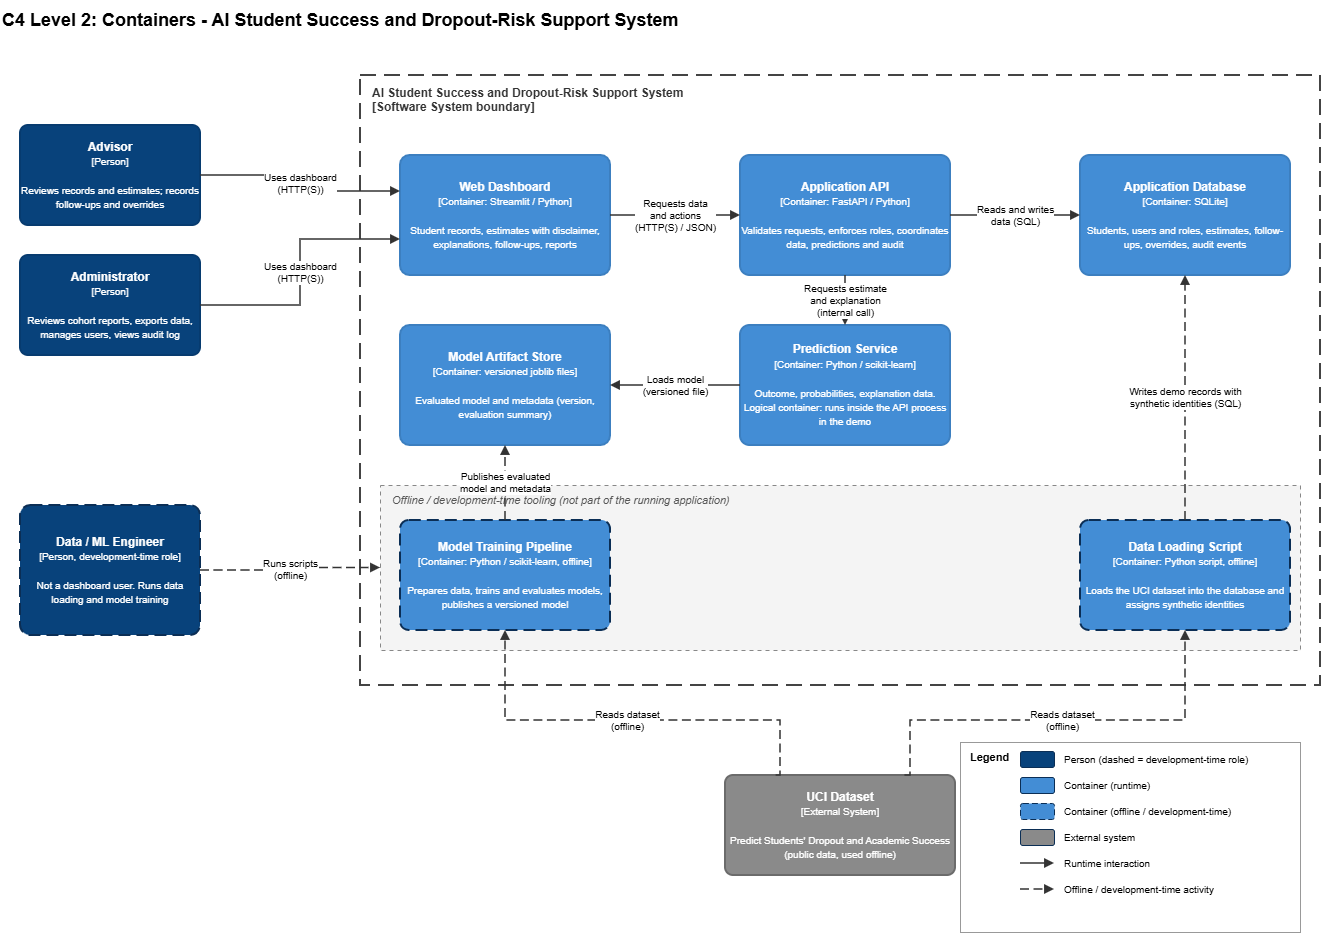 C4 Level 2: Containers - AI Student Success and Dropout-Risk Support System
AI Student Success and Dropout-Risk Support System
[Software System boundary]
Advisor
[Person]
Reviews records and estimates; records
follow-ups and overrides
Uses dashboard
(HTTP(S))
Web Dashboard
[Container: Streamlit / Python]
Student records, estimates with disclaimer,
explanations, follow-ups, reports
Requests data
and actions
(HTTP(S) / JSON)
Application API
[Container: FastAPI / Python]
Validates requests, enforces roles, coordinates
data, predictions and audit
Reads and writes
data (SQL)
Application Database
[Container: SQLite]
Students, users and roles, estimates, follow-
ups, overrides, audit events
Administrator
[Person]
Reviews cohort reports, exports data,
manages users, views audit log
Uses dashboard
(HTTP(S))
Requests estimate
and explanation
(internal call)
Model Artifact Store
[Container: versioned joblib files]
Evaluated model and metadata (version,
evaluation summary)
Loads model
(versioned file)
Prediction Service
[Container: Python / scikit-learn]
Outcome, probabilities, explanation data.
Logical container: runs inside the API process
in the demo
Writes demo records with
synthetic identities (SQL)
Publishes evaluated
model and metadata
Offline / development-time tooling (not part of the running application)
Data / ML Engineer
[Person, development-time role]
Not a dashboard user. Runs data
loading and model training
Runs scripts
(offline)
Model Training Pipeline
[Container: Python / scikit-learn, offline]
Prepares data, trains and evaluates models,
publishes a versioned model
Data Loading Script
[Container: Python script, offline]
Loads the UCI dataset into the database and
assigns synthetic identities
Reads dataset
(offline)
Reads dataset
(offline)
UCI Dataset
[External System]
Predict Students' Dropout and Academic Success
(public data, used offline)
Legend
Person (dashed = development-time role)
Container (runtime)
Container (offline / development-time)
External system
Runtime interaction
Offline / development-time activity